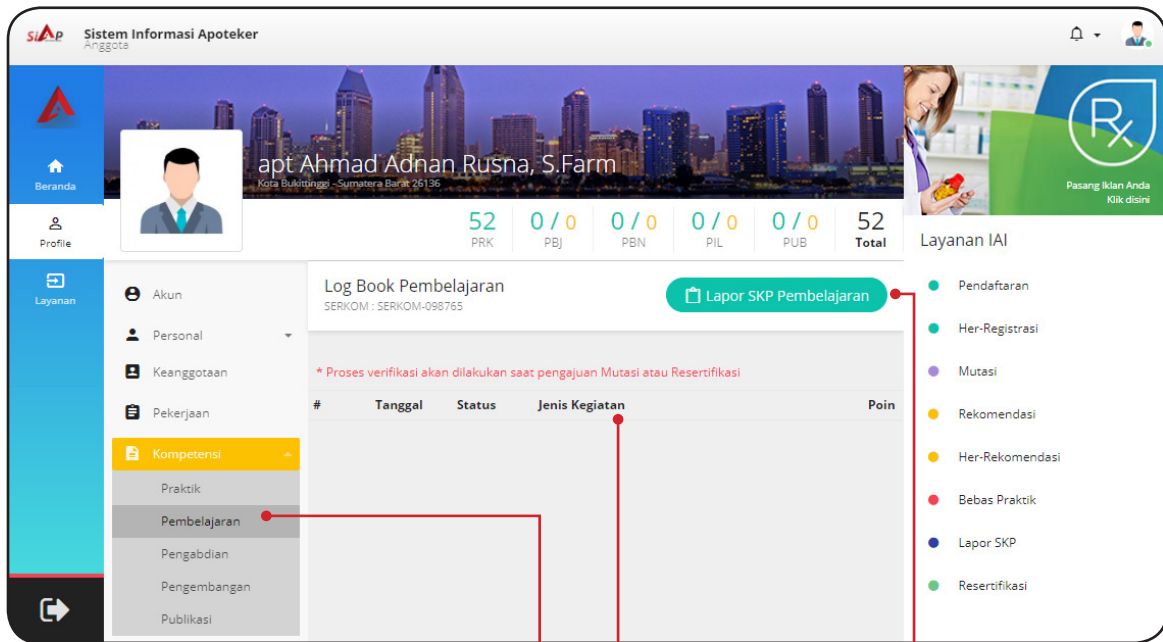 SiAp
Sistem Informasi Apoteker
Anggota
Beranda
Profile
Layanan
apt Ahmad Adnan Rusna, S.Farm
Kota Bukittinggi - Sumatera Barat 26136
52 0 / 0 0 / 0 0 / 0 0 / 0 52
PRK PBJ PBN PIL PUB Total
Rx
Pasang Iklan Anda
Klik disini
Akun
Personal
Keanggotaan
Pekerjaan
Kompetensi
Praktik
Pembelajaran
Pengabdian
Pengembangan
Publikasi
Log Book Pembelajaran
SERKOM : SERKOM-098765
Lapor SKP Pembelajaran
* Proses verifikasi akan dilakukan saat pengajuan Mutasi atau Resertifikasi
# Tanggal Status Jenis Kegiatan Poin
Layanan IAI
Pendaftaran
Her-Registrasi
Mutasi
Rekomendasi
Her-Rekomendasi
Bebas Praktik
Lapor SKP
Resertifikasi